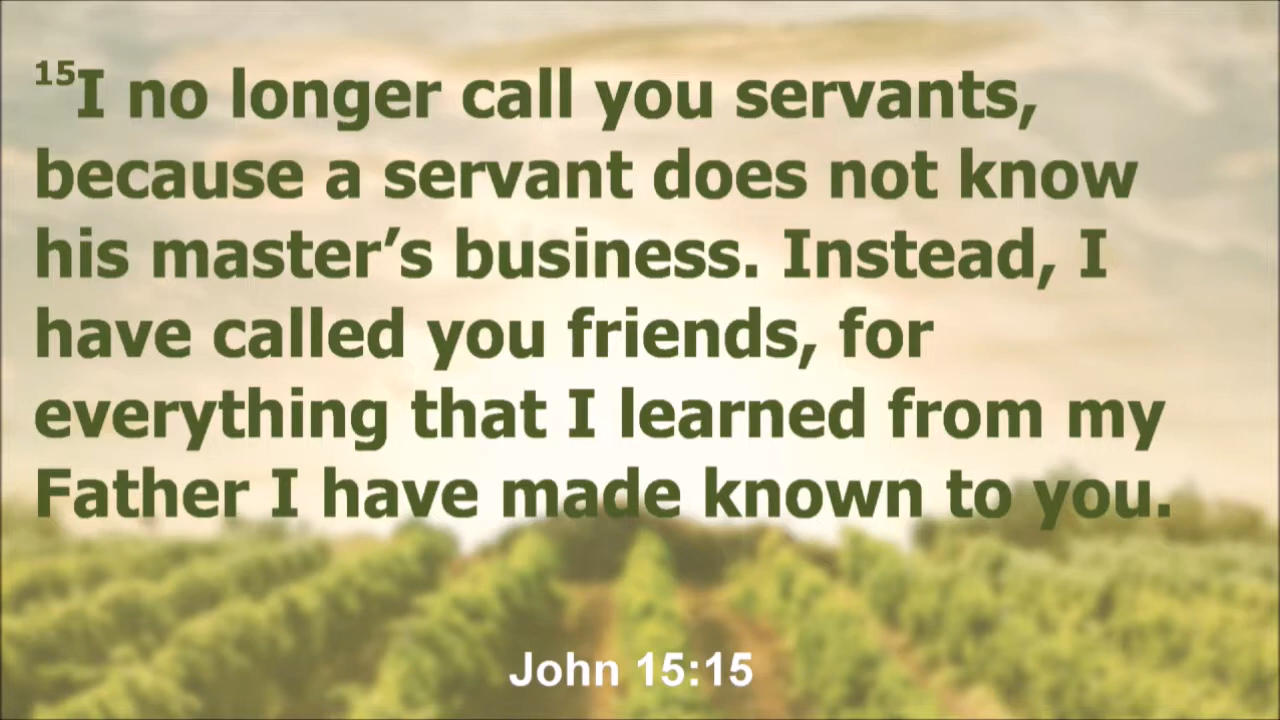 15I no longer call you servants,
because a servant does not know
his master’s business. Instead, I
have called you friends, for
everything that I learned from my
Father I have made known to you.
John 15:15